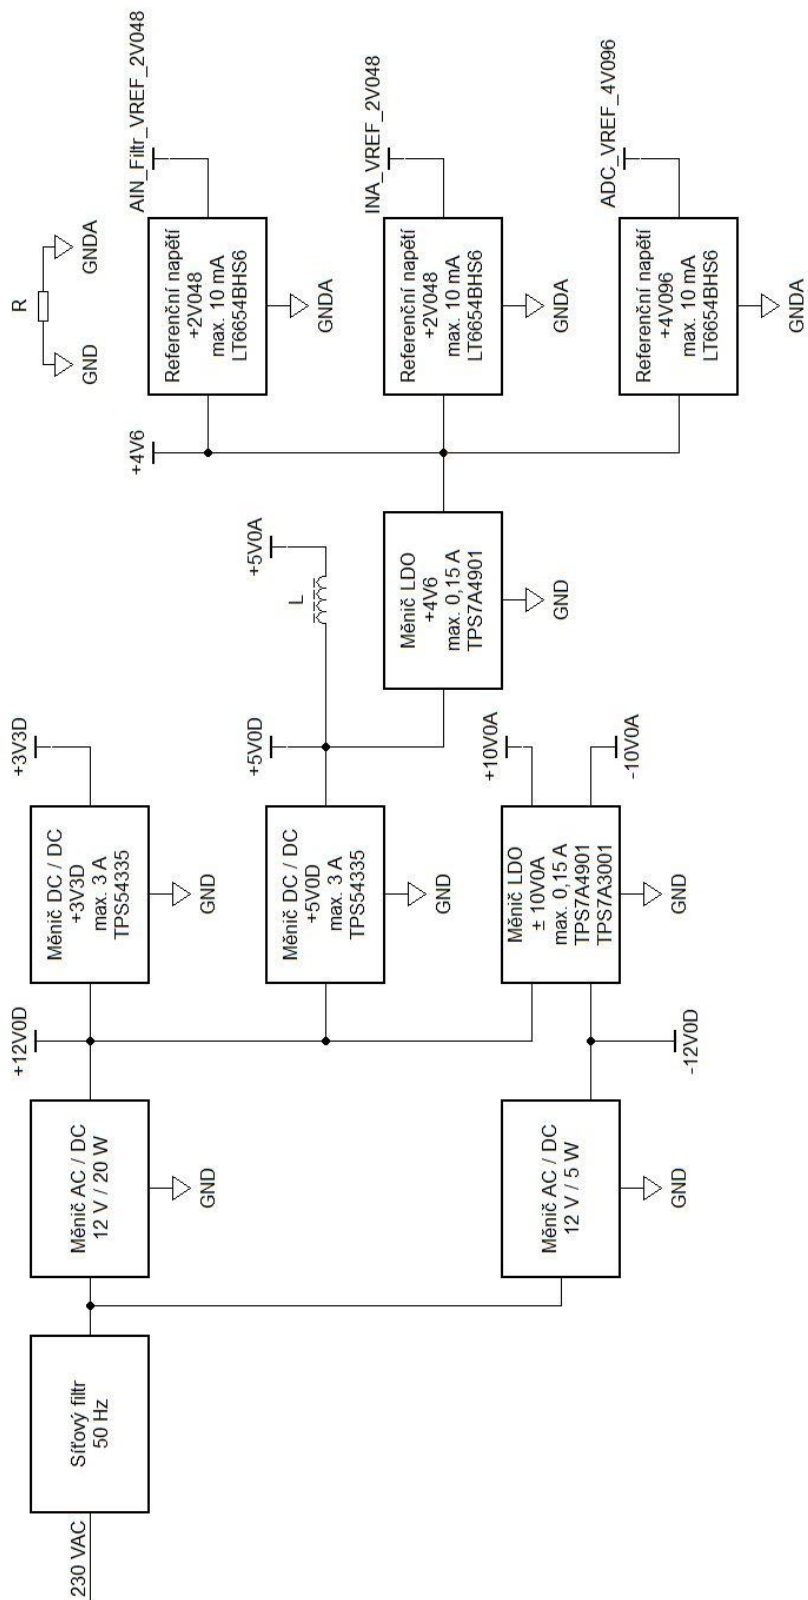 230 VAC
Síťový filtr
50 Hz
Měnič AC / DC
12 V / 20 W
GND
Měnič AC / DC
12 V / 5 W
GND
+12V0D
-12V0D
Měnič DC / DC
+3V3D
max. 3 A
TPS54335
GND
+3V3D
Měnič DC / DC
+5V0D
max. 3 A
TPS54335
GND
+5V0D
Měnič LDO
± 10V0A
max. 0,15 A
TPS7A4901
TPS7A3001
GND
+10V0A
-10V0A
L
+5V0A
Měnič LDO
+4V6
max. 0,15 A
TPS7A4901
GND
+4V6
R
GND
GNDA
Referenční napětí
+2V048
max. 10 mA
LT6654BHS6
GNDA
AIN_Filtr_VREF_2V048
Referenční napětí
+2V048
max. 10 mA
LT6654BHS6
GNDA
INA_VREF_2V048
Referenční napětí
+4V096
max. 10 mA
LT6654BHS6
GNDA
ADC_VREF_4V096